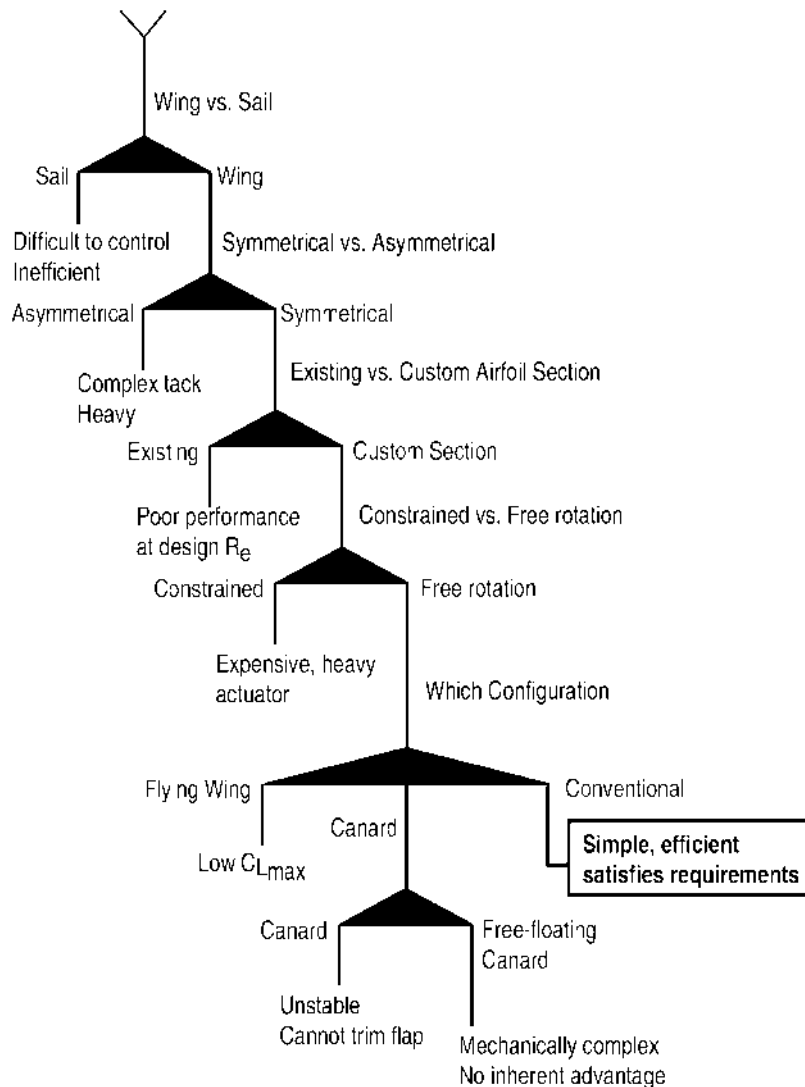 Wing vs. Sail
Sail
Wing
Difficult to control
Inefficient
Symmetrical vs. Asymmetrical
Asymmetrical
Symmetrical
Complex tack
Heavy
Existing vs. Custom Airfoil Section
Existing
Custom Section
Poor performance
at design Re
Constrained vs. Free rotation
Constrained
Free rotation
Expensive, heavy
actuator
Which Configuration
Flying Wing
Canard
Conventional
Low CLmax
Simple, efficient
satisfies requirements
Canard
Free-floating
Canard
Unstable
Cannot trim flap
Mechanically complex
No inherent advantage